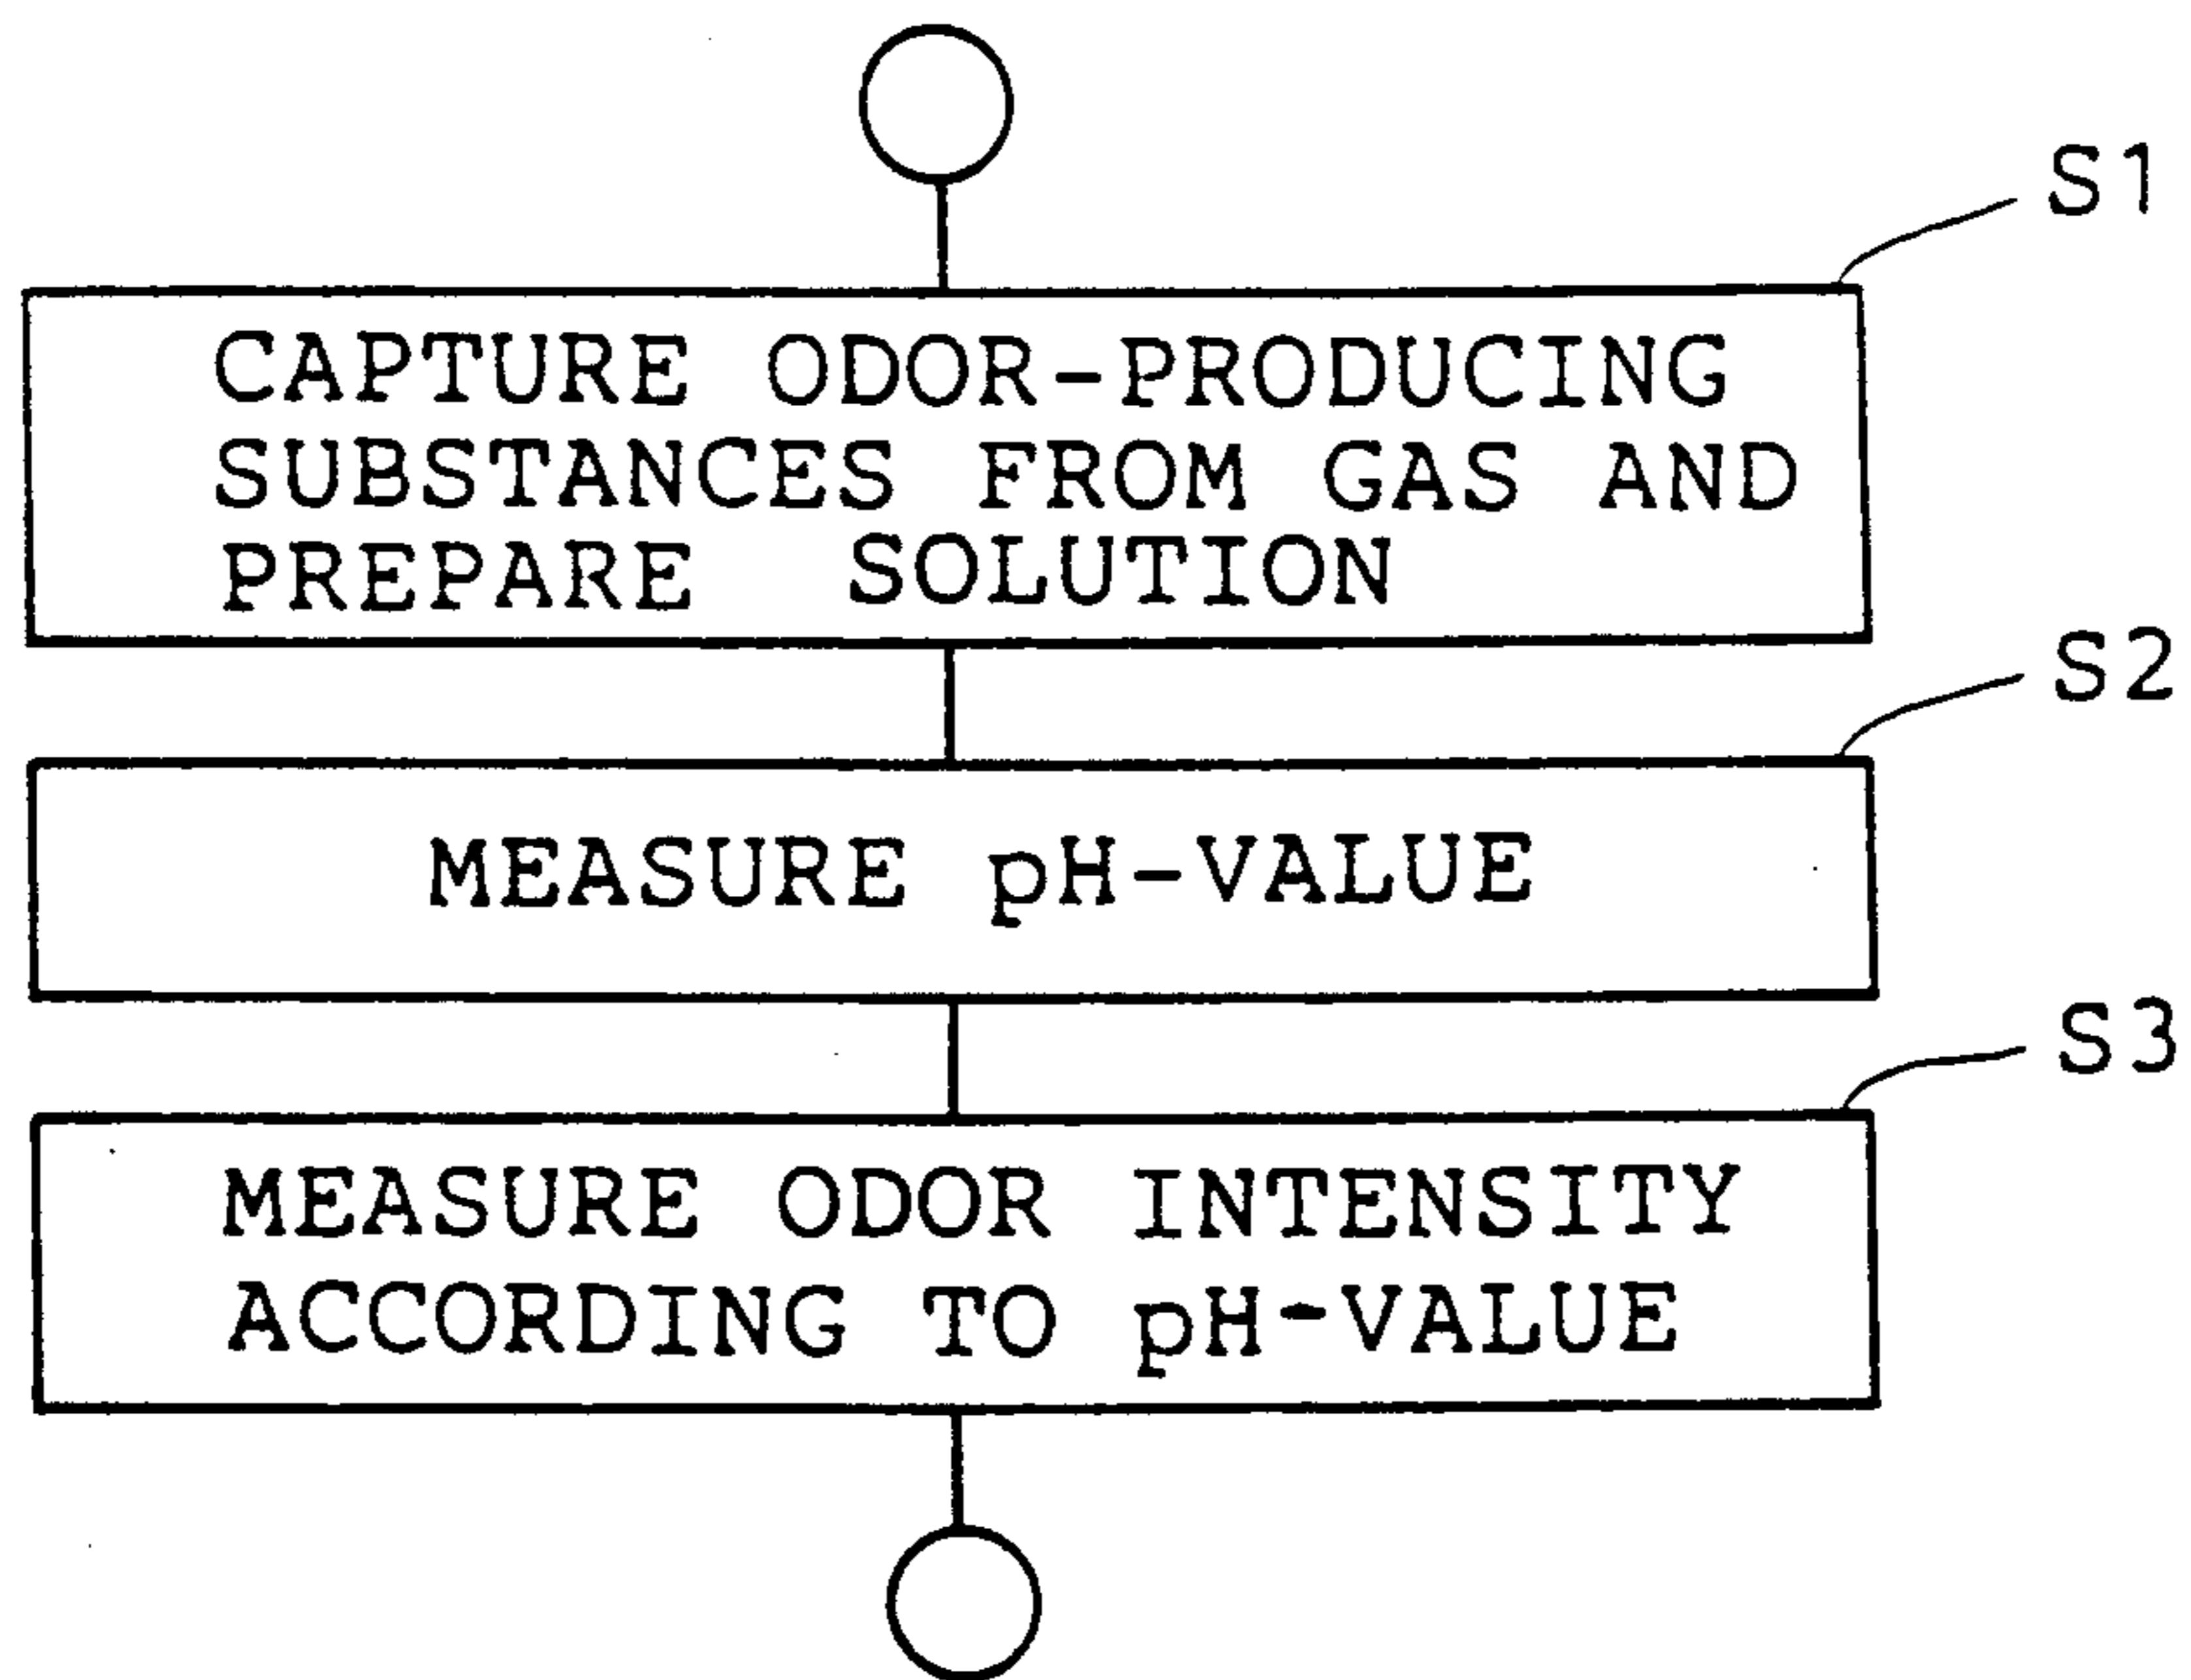 S1
CAPTURE ODOR-PRODUCING
SUBSTANCES FROM GAS AND
PREPARE SOLUTION
S2
MEASURE pH-VALUE
S3
MEASURE ODOR INTENSITY
ACCORDING TO pH-VALUE